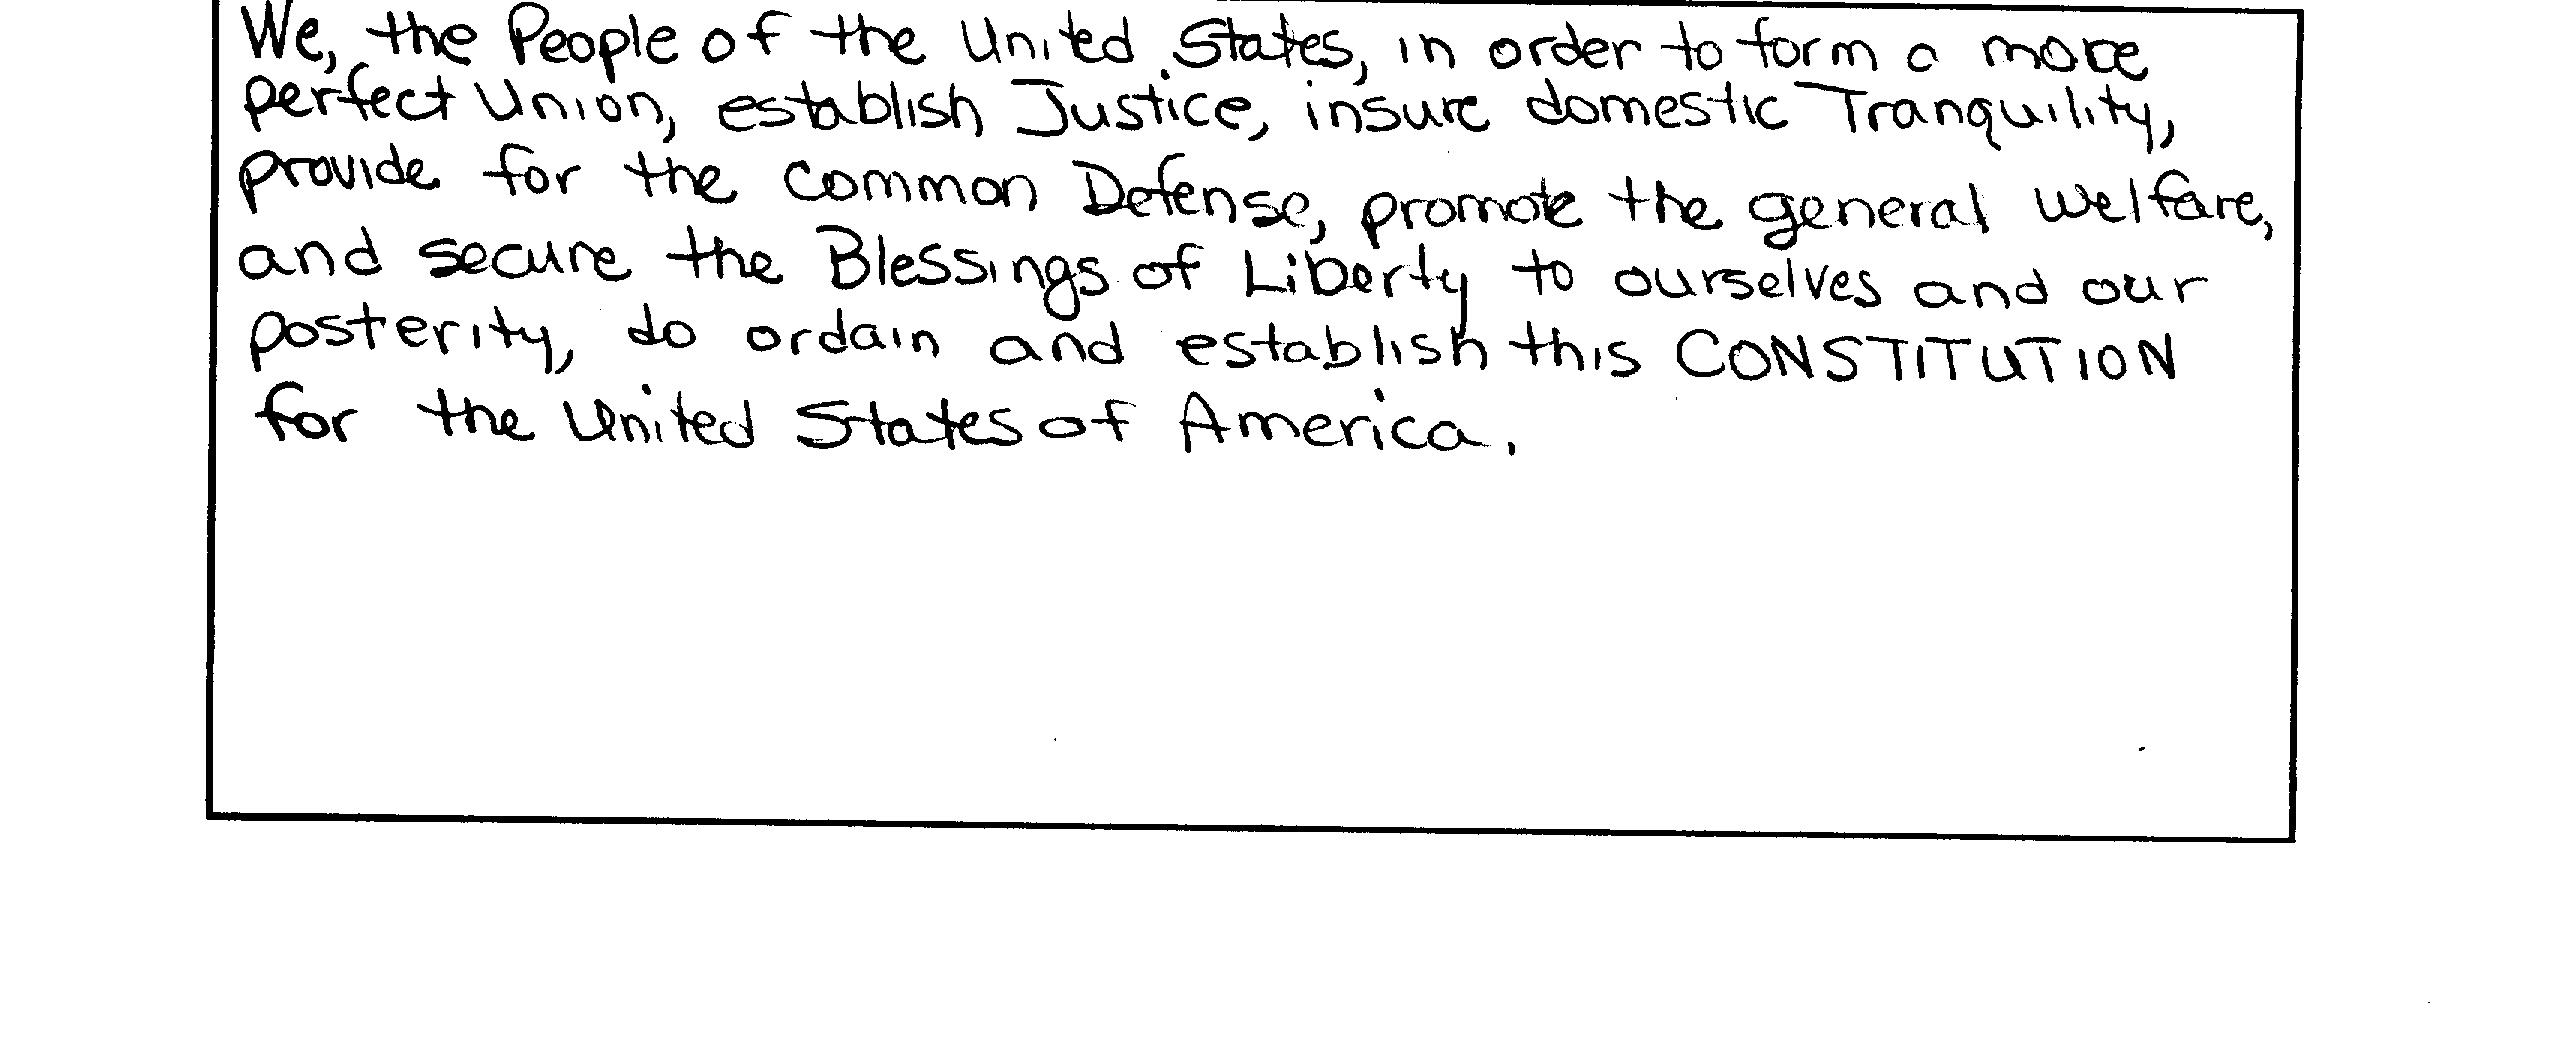 We, the People of the United States, in order to form a more
perfect Union, establish Justice, insure domestic Tranquility,
provide for the Common Defense, promote the general welfare,
and secure the Blessings of Liberty to ourselves and our
posterity, do ordain and establish this CONSTITUTION
for the United States of America.